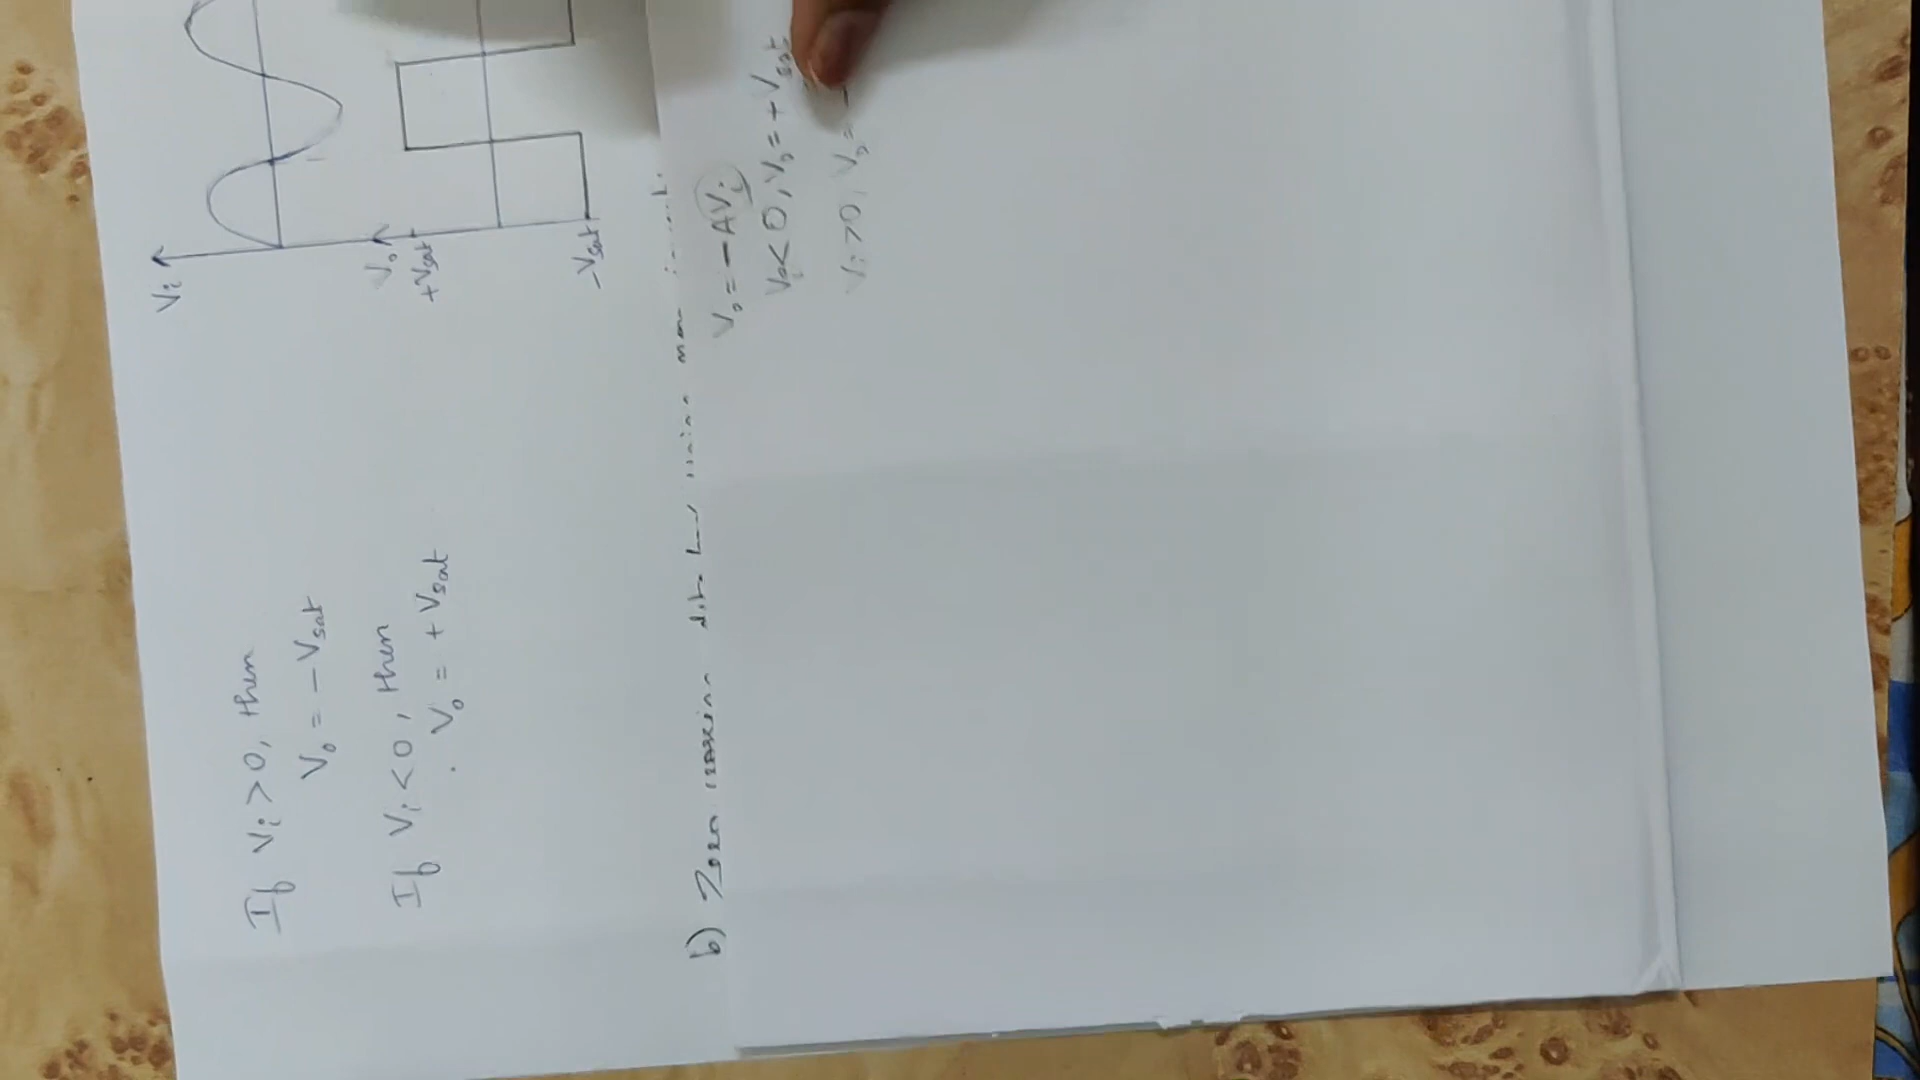 Vi
Vo
+Vsat
-Vsat
If Vi > 0, then
Vo = - Vsat
If Vi < 0, then
Vo = + Vsat
b) Zero crossing
Vo = - AVi
Vi < 0, Vo = + Vsat
Vi > 0, Vo = -